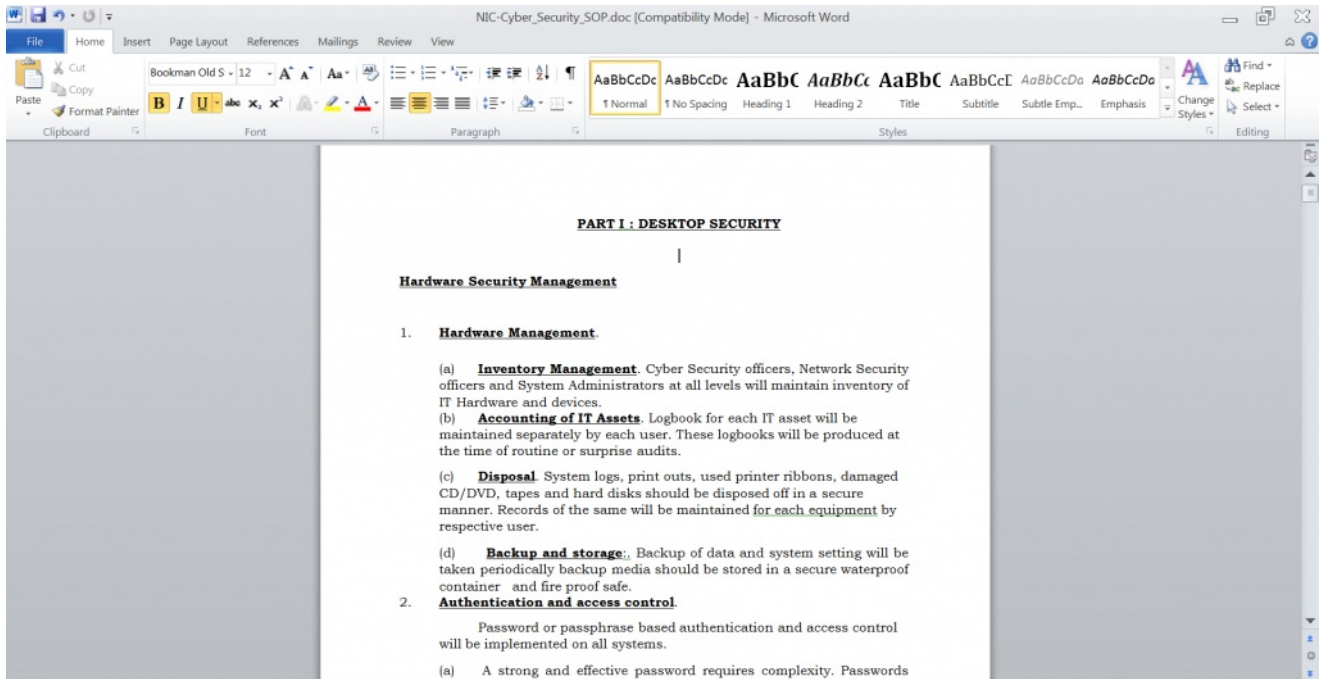 NIC-Cyber_Security_SOP.doc [Compatibility Mode] - Microsoft Word
File Home Insert Page Layout References Mailings Review View
Cut
Copy
Format Painter
Paste
Clipboard
Bookman Old S 12
Font
Paragraph
AaBbCcDc AaBbCcDc AaBbC AaBbCc AaBbC AaBbCcD AaBbCcDa AaBbCcDa
¶ Normal ¶ No Spacing Heading 1 Heading 2 Title Subtitle Subtle Emp... Emphasis
Change
Styles
Styles
Find
Replace
Select
Editing
PART I : DESKTOP SECURITY
Hardware Security Management
1. Hardware Management.
(a) Inventory Management. Cyber Security officers, Network Security
officers and System Administrators at all levels will maintain inventory of
IT Hardware and devices.
(b) Accounting of IT Assets. Logbook for each IT asset will be
maintained separately by each user. These logbooks will be produced at
the time of routine or surprise audits.
(c) Disposal. System logs, print outs, used printer ribbons, damaged
CD/DVD, tapes and hard disks should be disposed off in a secure
manner. Records of the same will be maintained for each equipment by
respective user.
(d) Backup and storage:. Backup of data and system setting will be
taken periodically backup media should be stored in a secure waterproof
container and fire proof safe.
2. Authentication and access control.
Password or passphrase based authentication and access control
will be implemented on all systems.
(a) A strong and effective password requires complexity. Passwords